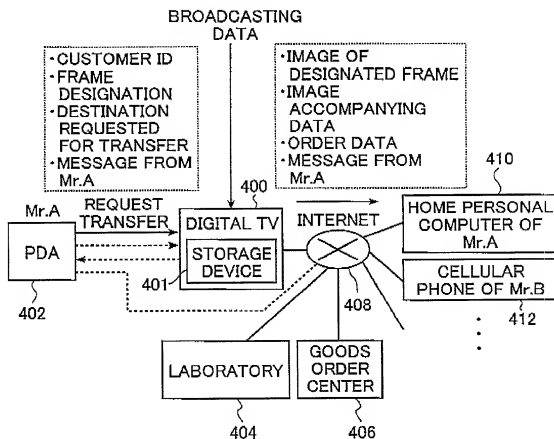 BROADCASTING
DATA
・CUSTOMER ID
・FRAME
DESIGNATION
・DESTINATION
REQUESTED
FOR TRANSFER
・MESSAGE FROM
Mr.A
・IMAGE OF
DESIGNATED FRAME
・IMAGE
ACCOMPANYING
DATA
・ORDER DATA
・MESSAGE FROM
Mr.A
Mr.A
REQUEST
TRANSFER
400
INTERNET
410
PDA
402
DIGITAL TV
STORAGE
DEVICE
401
408
HOME PERSONAL
COMPUTER OF
Mr.A
CELLULAR
PHONE OF Mr.B
412
LABORATORY
404
GOODS
ORDER
CENTER
406